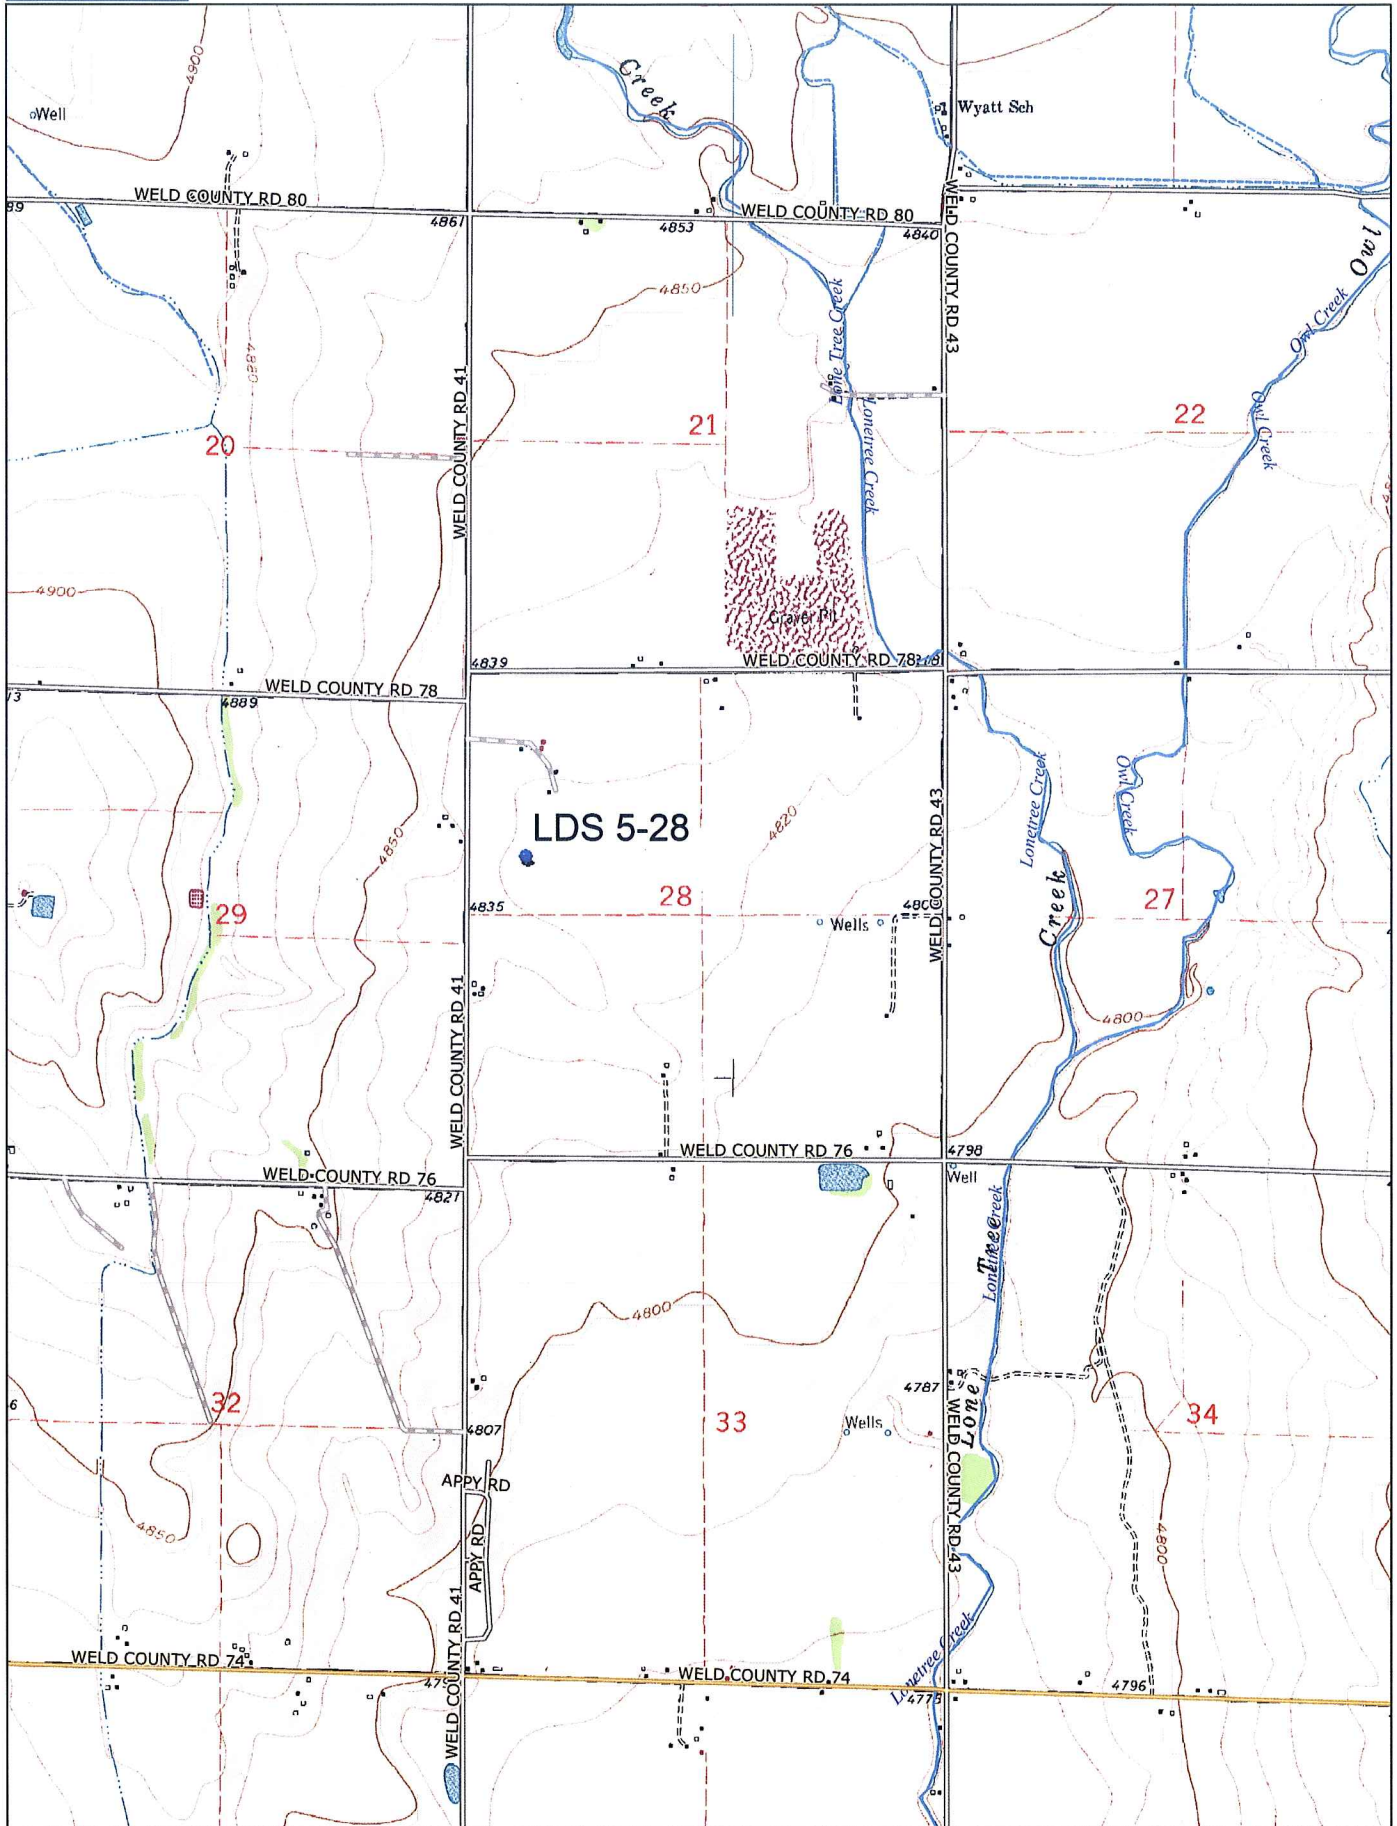 4900
Creek
Well
Wyatt Sch
WELD COUNTY RD 80
WELD COUNTY RD 80
WELD COUNTY RD 43
4861
4853
4840
Owl
4850
Lone Tree Creek
Owl Creek
4880
WELD COUNTY RD 41
21
Lonetree Creek
22
Owl Creek
20
4900
Gravel Pit
4839
WELD COUNTY RD 78
WELD COUNTY RD 78
4889
Lonetree Creek
Owl Creek
WELD COUNTY RD 43
LDS 5-28
4820
4850
Creek
28
27
29
4835
Wells
WELD COUNTY RD 41
4800
WELD COUNTY RD 76
4798
WELD COUNTY RD 76
Well
4821
Tree
Lonetree Creek
4800
4787
Lone
32
33
Wells
34
4807
WELD COUNTY RD 43
APPY RD
APPY RD
4850
4800
WELD COUNTY RD 41
Lonetree Creek
WELD COUNTY RD 74
WELD COUNTY RD 74
4796
4775